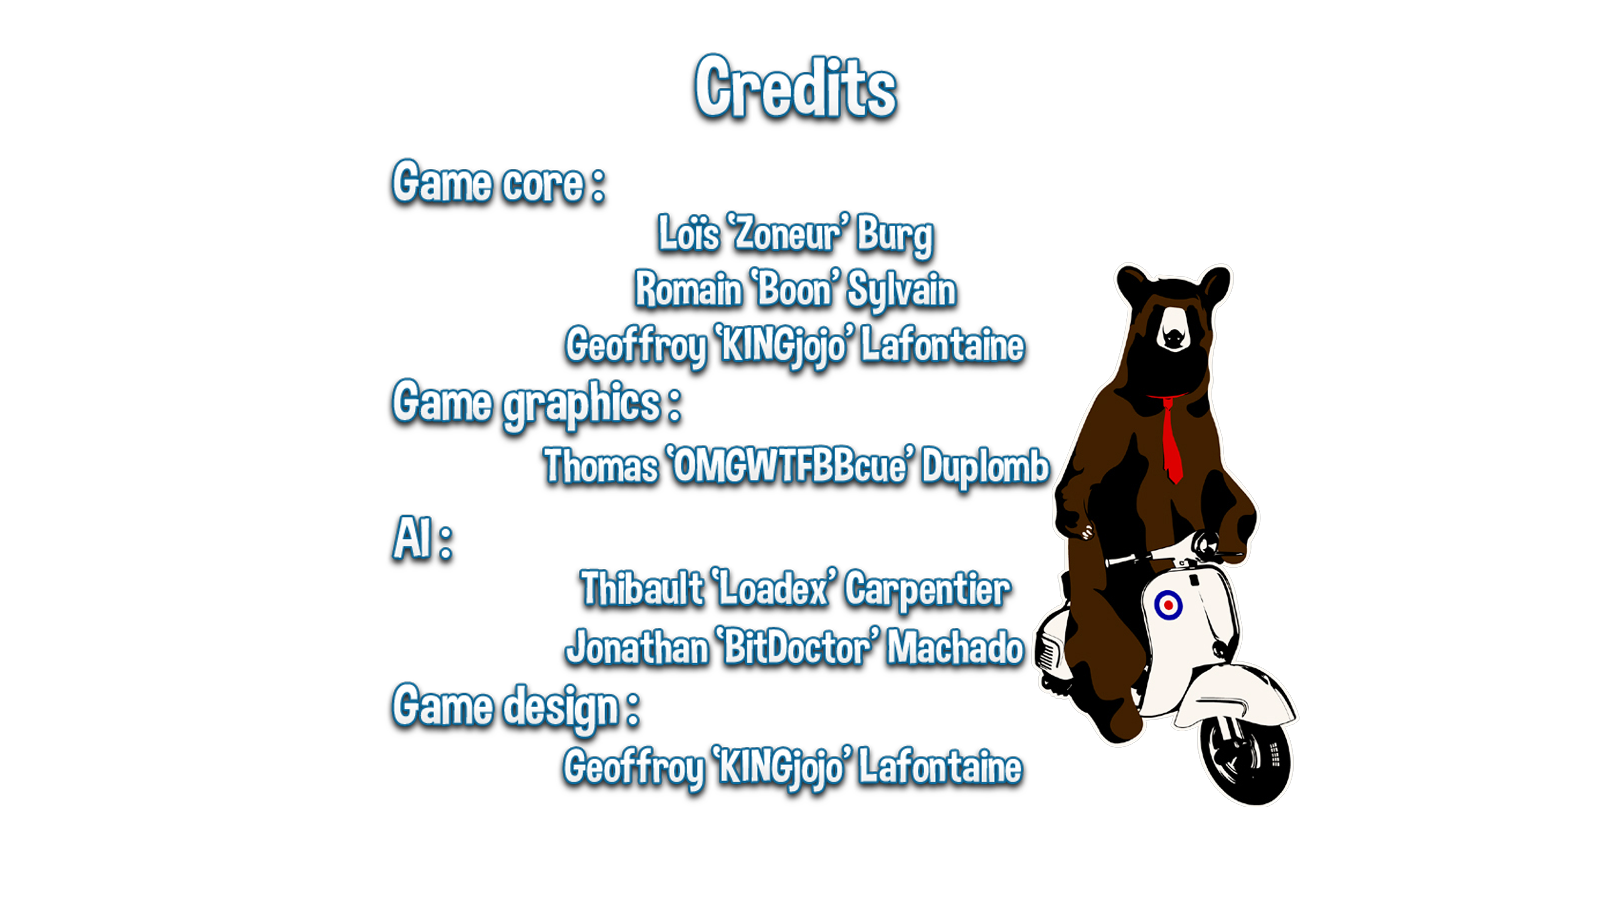 Credits
Game core :
Loïs ‘Zoneur’ Burg
Romain ‘Boon’ Sylvain
Geoffroy ‘KINGjojo’ Lafontaine
Game graphics :
Thomas ‘OMGWTFBBcue’ Duplomb
AI :
Thibault ‘Loadex’ Carpentier
Jonathan ‘BitDoctor’ Machado
Game design :
Geoffroy ‘KINGjojo’ Lafontaine